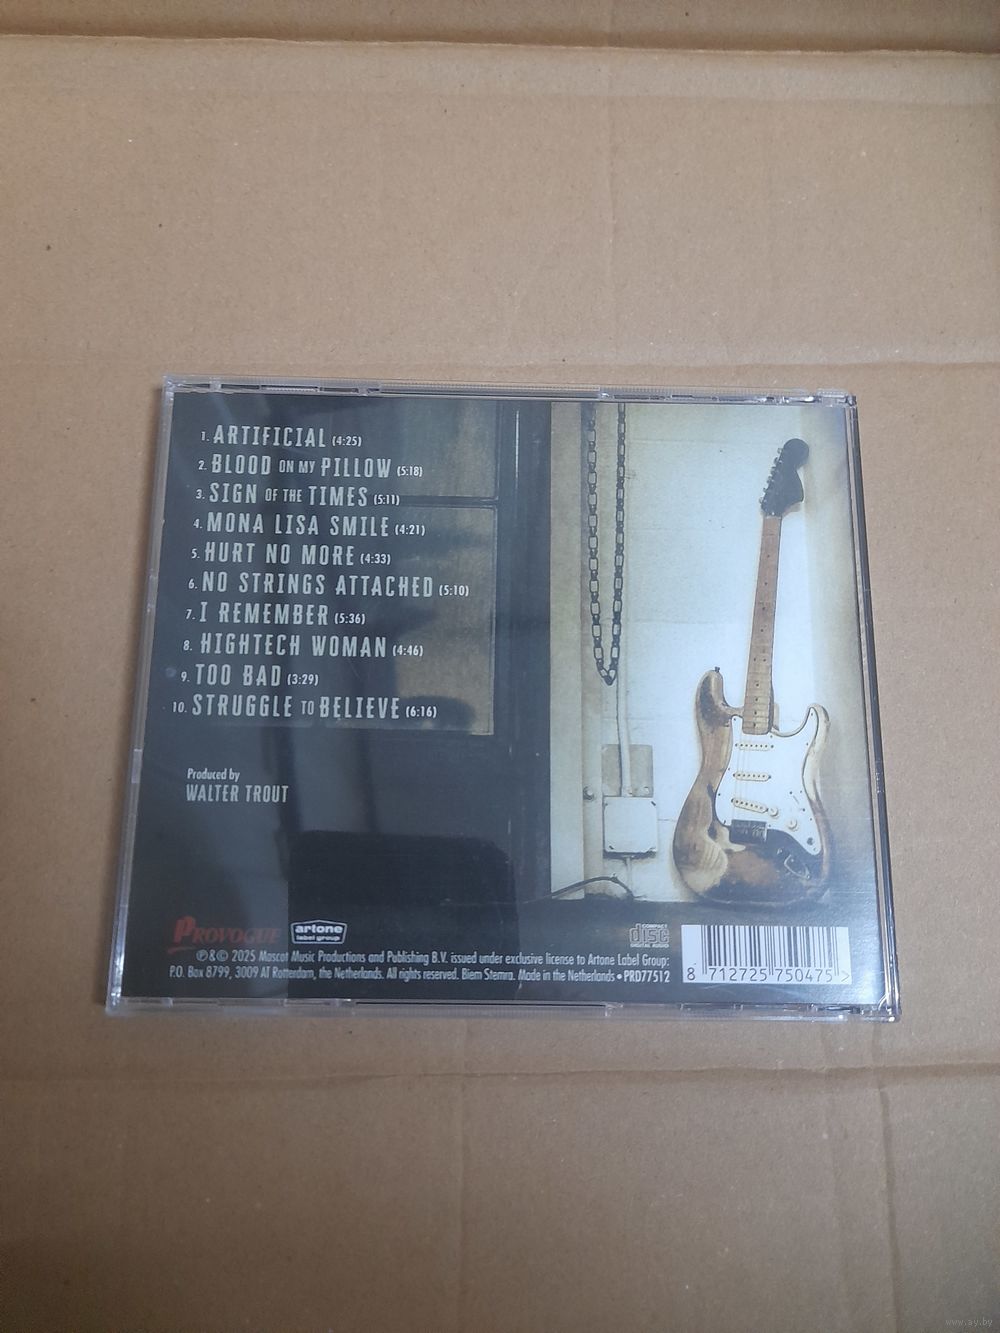 1. ARTIFICIAL (4:25)
2. BLOOD ON MY PILLOW (5:18)
3. SIGN OF THE TIMES (5:11)
4. MONA LISA SMILE (4:21)
5. HURT NO MORE (4:33)
6. NO STRINGS ATTACHED (5:10)
7. I REMEMBER (5:36)
8. HIGHTECH WOMAN (4:46)
9. TOO BAD (3:29)
10. STRUGGLE TO BELIEVE (6:16)
Produced by
WALTER TROUT
PROVOGUE
artone
label group
COMPACT
disc
DIGITAL AUDIO
℗&© 2025 Mascot Music Productions and Publishing B.V. issued under exclusive license to Artone Label Group:
P.O. Box 8799, 3009 AT Rotterdam, the Netherlands. All rights reserved. Biem Stemra. Made in the Netherlands • PRD77512
8 712725 750475 >
www.ay.by